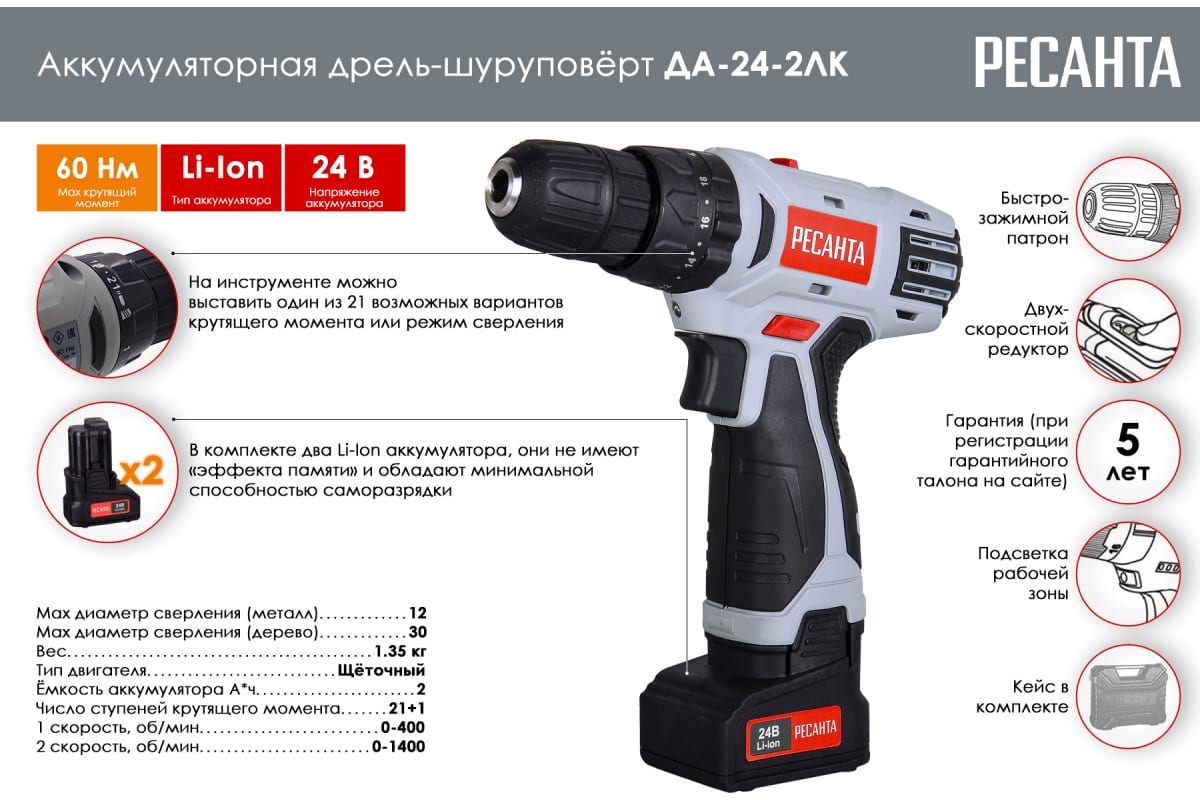 Аккумуляторная дрель-шуруповёрт ДА-24-2ЛК
РЕСАНТА
60 Нм
Max крутящий
момент
Li-Ion
Тип аккумулятора
24 В
Напряжение
аккумулятора
На инструменте можно
выставить один из 21 возможных вариантов
крутящего момента или режим сверления
В комплекте два Li-Ion аккумулятора, они не имеют
«эффекта памяти» и обладают минимальной
способностью саморазрядки
x2
РЕСАНТА
24В
Max диаметр сверления (металл).............12
Max диаметр сверления (дерево)............30
Вес.............................................1.35 кг
Тип двигателя............................Щёточный
Ёмкость аккумулятора А*ч.......................2
Число ступеней крутящего момента.......21+1
1 скорость, об/мин..........................0-400
2 скорость, об/мин.........................0-1400
18
16
14
РЕСАНТА
24В
Li-ion
РЕСАНТА
Быстро-
зажимной
патрон
Двух-
скоростной
редуктор
Гарантия (при
регистрации
гарантийного
талона на сайте)
5
лет
Подсветка
рабочей
зоны
Кейс в
комплекте